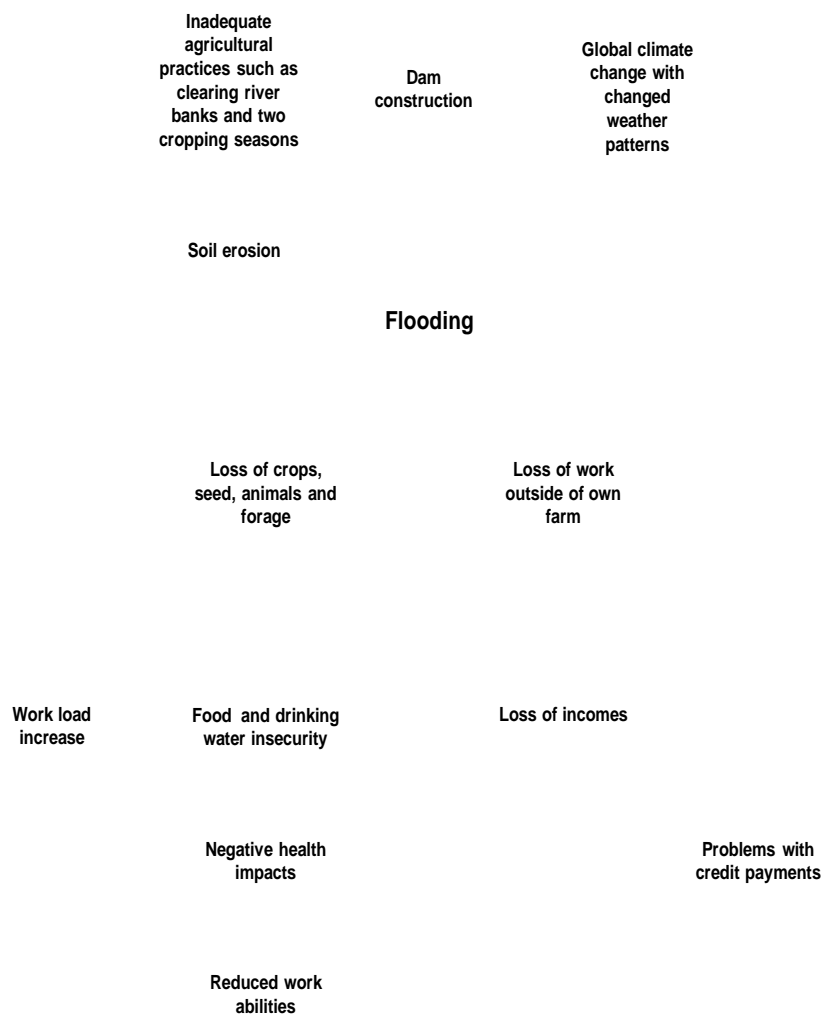 Inadequate
agricultural
practices such as
clearing river
banks and two
cropping seasons
Dam
construction
Global climate
change with
changed
weather
patterns
Soil erosion
Flooding
Loss of crops,
seed, animals and
forage
Loss of work
outside of own
farm
Work load
increase
Food and drinking
water insecurity
Loss of incomes
Negative health
impacts
Problems with
credit payments
Reduced work
abilities